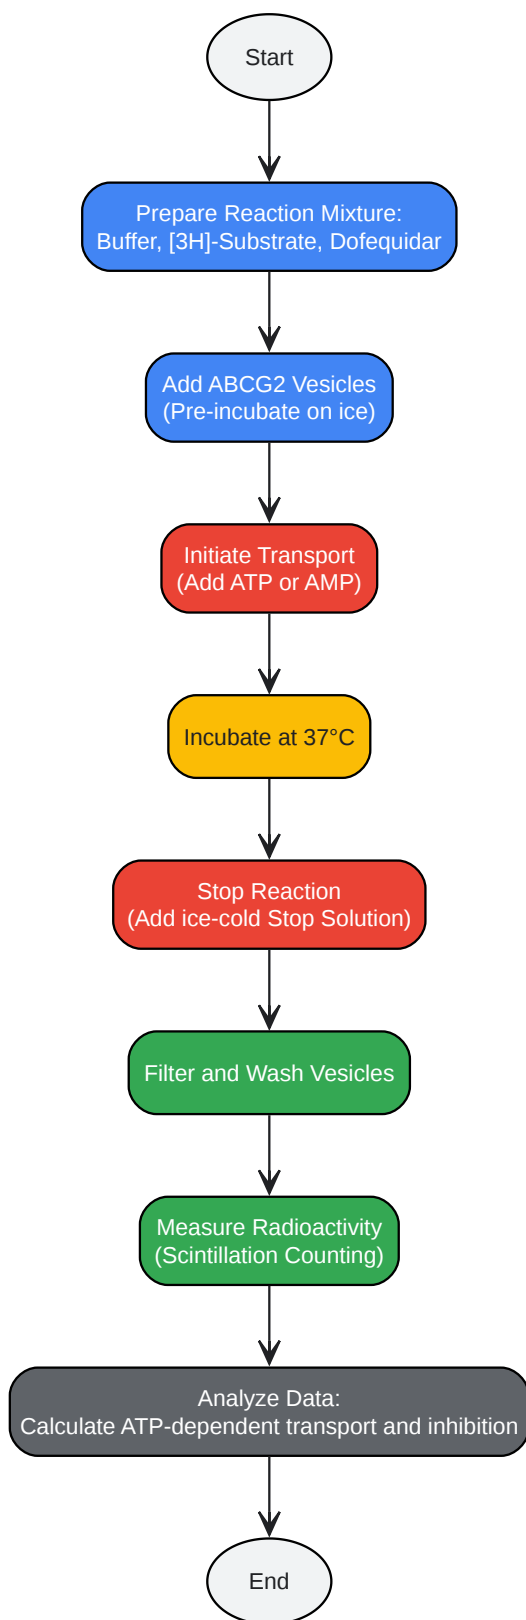 Start
Prepare Reaction Mixture:
Buffer, [3H]-Substrate, Dofequidar
Add ABCG2 Vesicles
(Pre-incubate on ice)
Initiate Transport
(Add ATP or AMP)
Incubate at 37°C
Stop Reaction
(Add ice-cold Stop Solution)
Filter and Wash Vesicles
Measure Radioactivity
(Scintillation Counting)
Analyze Data:
Calculate ATP-dependent transport and inhibition
End